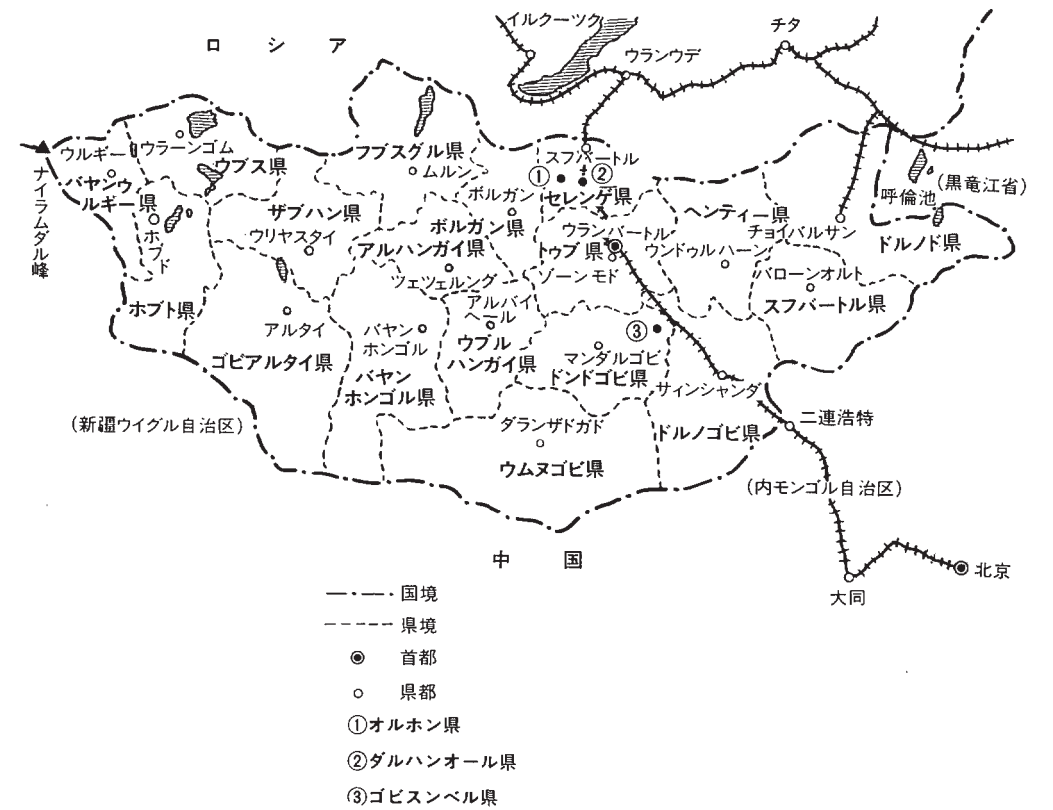 イルクーツク
チタ
ロシア
ウランウデ
ウルギー
ウラーンゴム
ウブス県
フブスグル県
ムルン
スフバートル
①
②
セレンゲ県
バヤンウ
ルギー県
ボルガン
ヘンティー県
呼倫池
(黒竜江省)
ナイラムダル峰
ホブド
ザブハン県
ウリヤスタイ
ボルガン県
アルハンガイ県
ツェツェルング
ウランバートル
トゥブ県
ゾーンモド
ウンドゥルハーン
チョイバルサン
ドルノド県
バローンオルト
スフバートル県
ホブト県
アルタイ
ゴビアルタイ県
バヤン
ホンゴル
バヤン
ホンゴル県
アルバイ
ヘール
ウブル
ハンガイ県
③
マンダルゴビ
ドンドゴビ県
サィンシャンダ
(新疆ウイグル自治区)
ダランザドガド
ウムヌゴビ県
ドルノゴビ県
二連浩特
(内モンゴル自治区)
中国
北京
大同
国境
県境
首都
県都
①オルホン県
②ダルハンオール県
③ゴビスンベル県